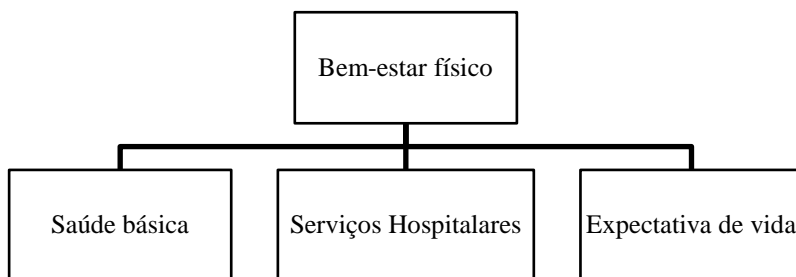 Bem-estar físico
Saúde básica
Serviços Hospitalares
Expectativa de vida